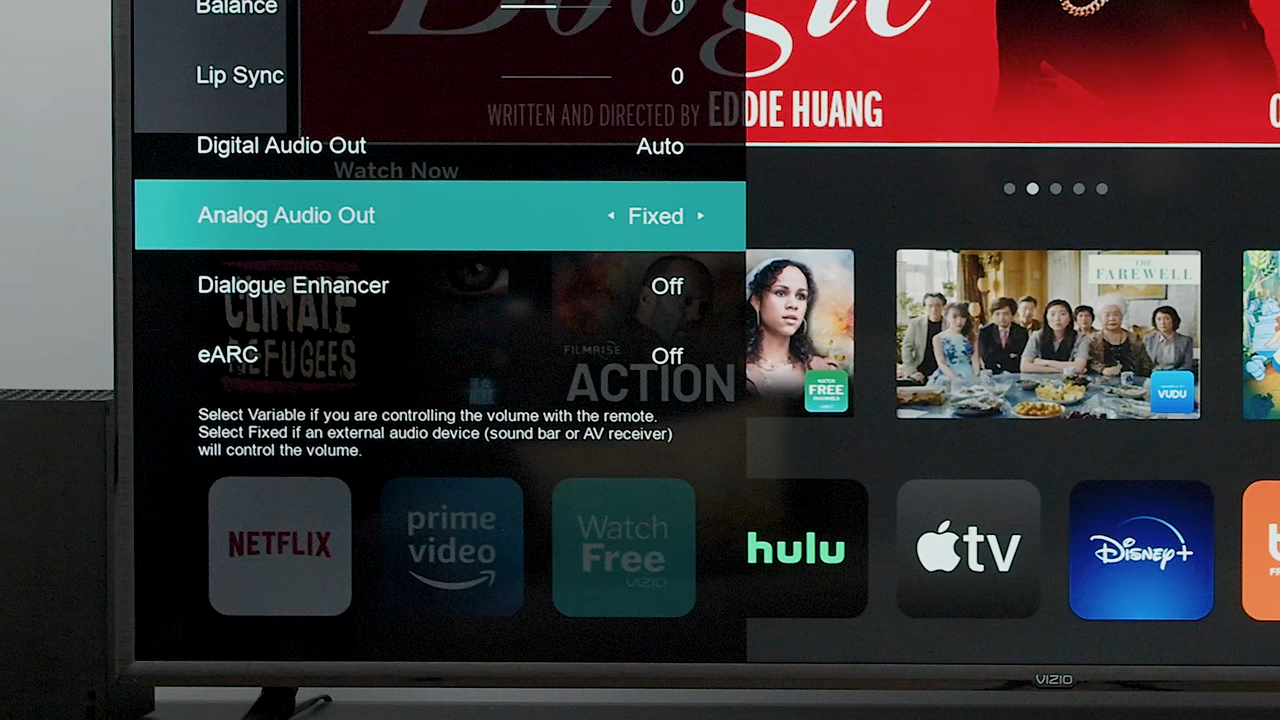 Balance 0
Boogie
Lip Sync 0
WRITTEN AND DIRECTED BY EDDIE HUANG
Digital Audio Out Auto
Watch Now
Analog Audio Out Fixed
Dialogue Enhancer Off
eARC Off
CLIMATE
REFUGEES
FILMRISE
ACTION
WATCH
FREE
THE
FAREWELL
VUDU
Select Variable if you are controlling the volume with the remote.
Select Fixed if an external audio device (sound bar or AV receiver)
will control the volume.
NETFLIX
prime
video
Watch
Free
VIZIO
hulu
tv
Disney+
VIZIO